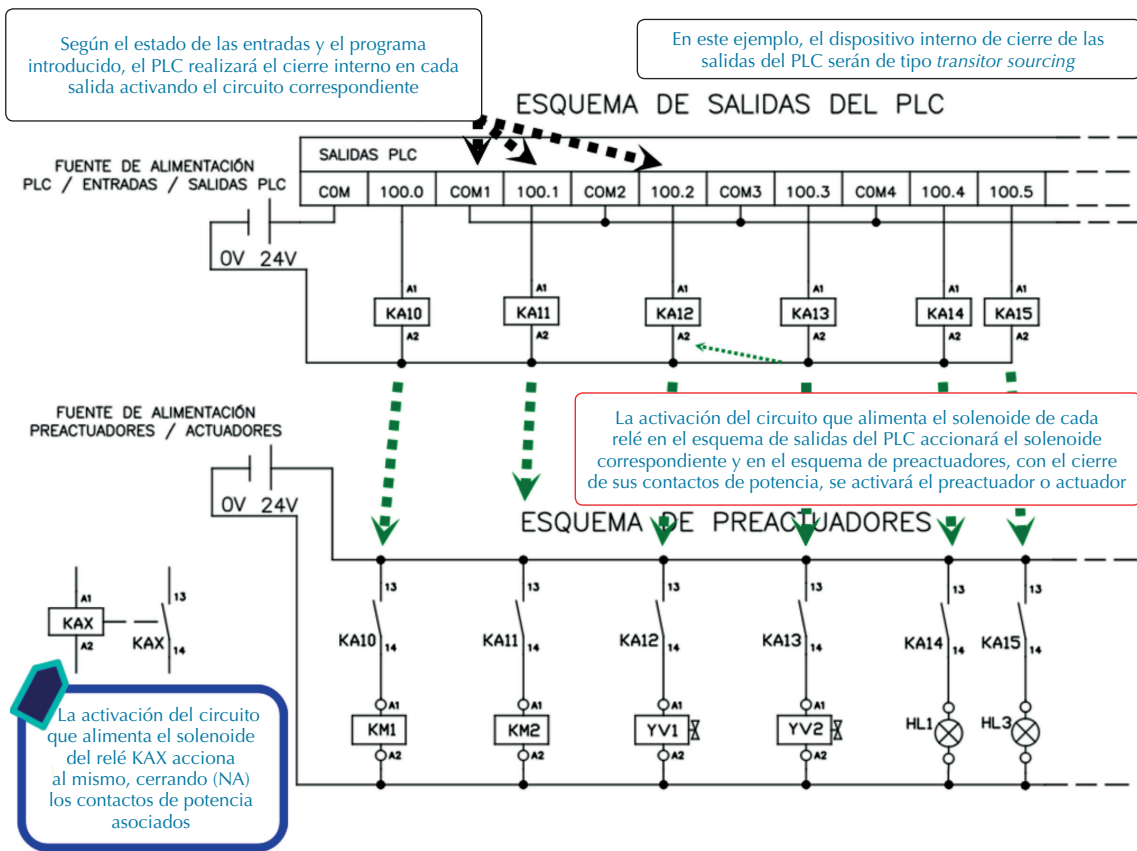 Según el estado de las entradas y el programa
introducido, el PLC realizará el cierre interno en cada
salida activando el circuito correspondiente
En este ejemplo, el dispositivo interno de cierre de las
salidas del PLC serán de tipo transitor sourcing
ESQUEMA DE SALIDAS DEL PLC
FUENTE DE ALIMENTACIÓN
PLC / ENTRADAS / SALIDAS PLC
SALIDAS PLC
COM 100.0 COM1 100.1 COM2 100.2 COM3 100.3 COM4 100.4 100.5
0V 24V
A1 A1 A1 A1 A1 A1
KA10 KA11 KA12 KA13 KA14 KA15
A2 A2 A2 A2 A2 A2
FUENTE DE ALIMENTACIÓN
PREACTUADORES / ACTUADORES
0V 24V
La activación del circuito que alimenta el solenoide de cada
relé en el esquema de salidas del PLC accionará el solenoide
correspondiente y en el esquema de preactuadores, con el cierre
de sus contactos de potencia, se activará el preactuador o actuador
ESQUEMA DE PREACTUADORES
13 13 13 13 13 13
KA10 KA11 KA12 KA13 KA14 KA15
14 14 14 14 14 14
A1 A1 A1 A1
KM1 KM2 YV1 YV2 HL1 HL3
A2 A2 A2 A2
A1 13
KAX KAX
A2 14
La activación del circuito
que alimenta el solenoide
del relé KAX acciona
al mismo, cerrando (NA)
los contactos de potencia
asociados